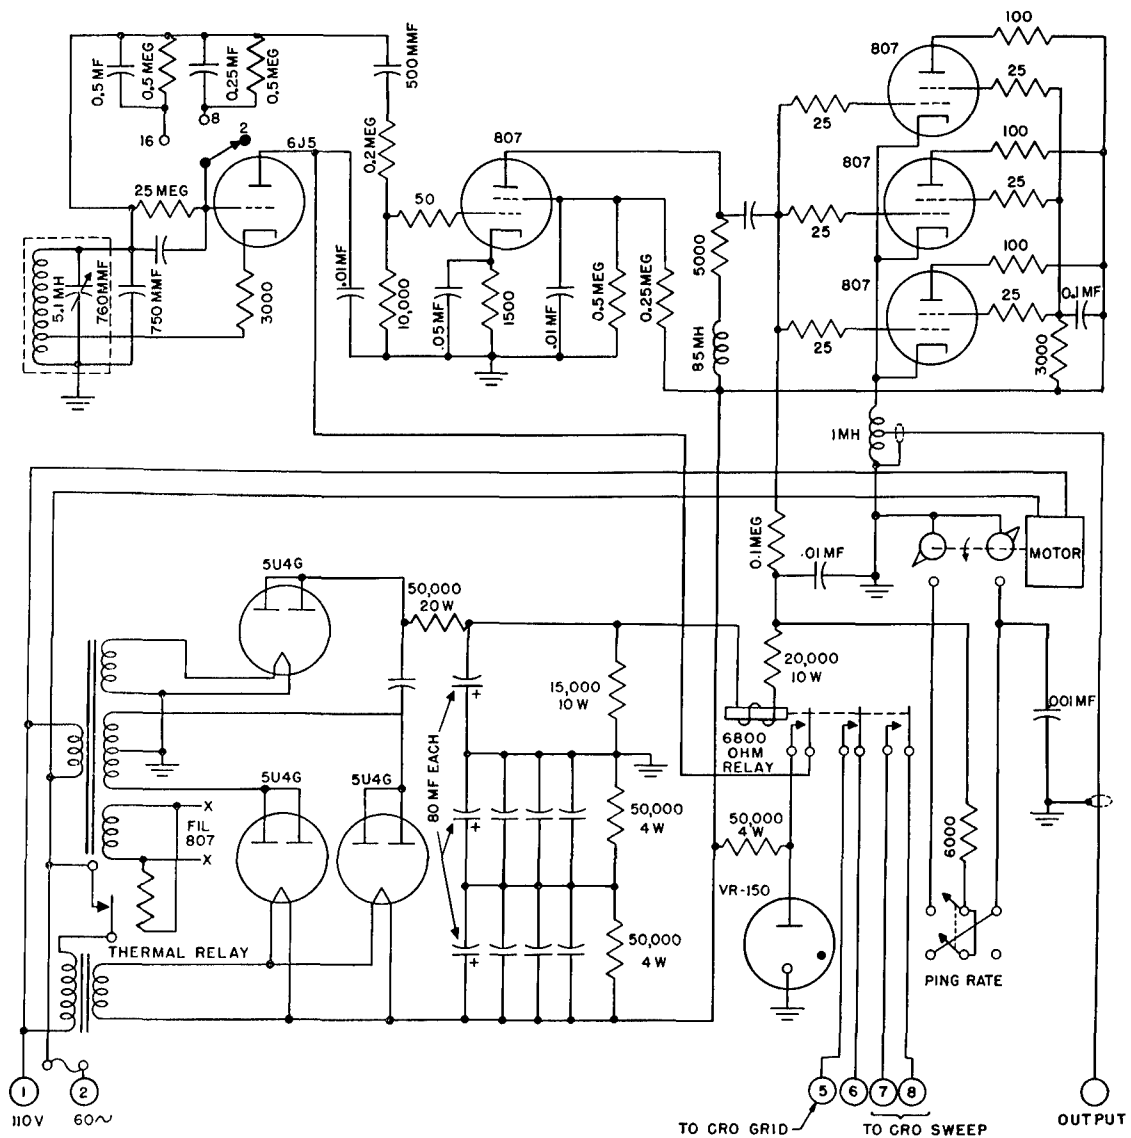 100
807
25
500 MMF
0.5 MF
0.5 MEG
0.25 MF
0.5 MEG
25
8
2
16
6J5
0.2 MEG
807
100
807
25 MEG
50
25
25
5.1 MH
760 MMF
750 MMF
3000
.01 MF
10,000
.05 MF
1500
.01 MF
0.5 MEG
0.25 MEG
5000
100
807
25
0.1 MF
25
85 MH
3000
1 MH
0.1 MEG
.01 MF
MOTOR
5U4G
50,000
20 W
20,000
10 W
15,000
10 W
.001 MF
6800
OHM
RELAY
80 MF EACH
5U4G
5U4G
X
FIL
807
X
50,000
4 W
50,000
4 W
6000
VR-150
THERMAL RELAY
50,000
4 W
PING RATE
1
2
110 V
60~
5
6
7
8
TO CRO GRID
TO CRO SWEEP
OUTPUT